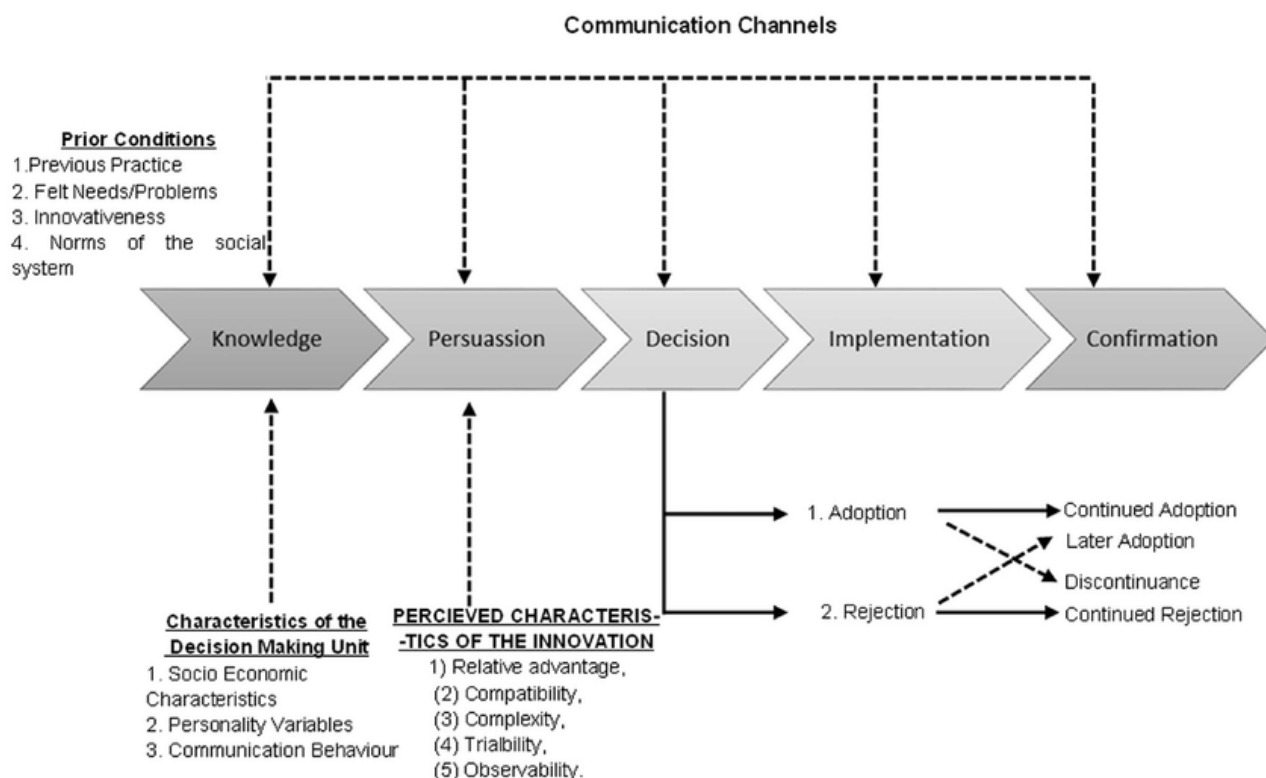 Communication Channels
Prior Conditions
1.Previous Practice
2. Felt Needs/Problems
3. Innovativeness
4. Norms of the social
system
Knowledge
Persuassion
Decision
Implementation
Confirmation
1. Adoption
Continued Adoption
Later Adoption
Discontinuance
2. Rejection
Continued Rejection
Characteristics of the
Decision Making Unit
1. Socio Economic
Characteristics
2. Personality Variables
3. Communication Behaviour
PERCIEVED CHARACTERIS-
-TICS OF THE INNOVATION
1) Relative advantage,
(2) Compatibility,
(3) Complexity,
(4) Trialbility,
(5) Observability.